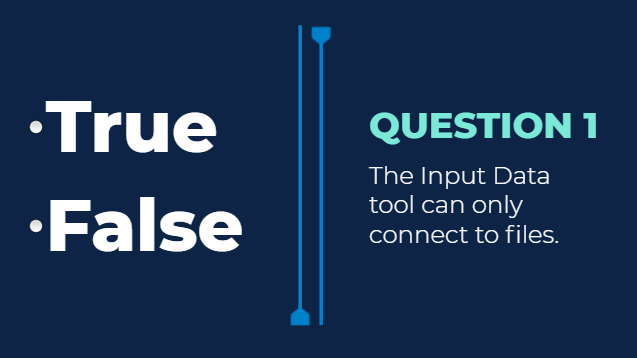 •True
•False
QUESTION 1
The Input Data
tool can only
connect to files.